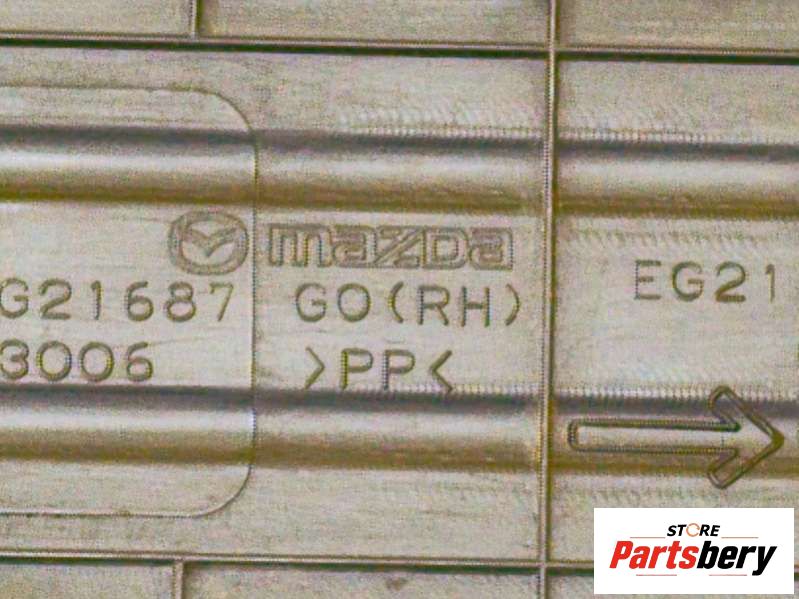 mazda
G21687 GO(RH) EG21
3006 >PP<
STORE
Partsbery